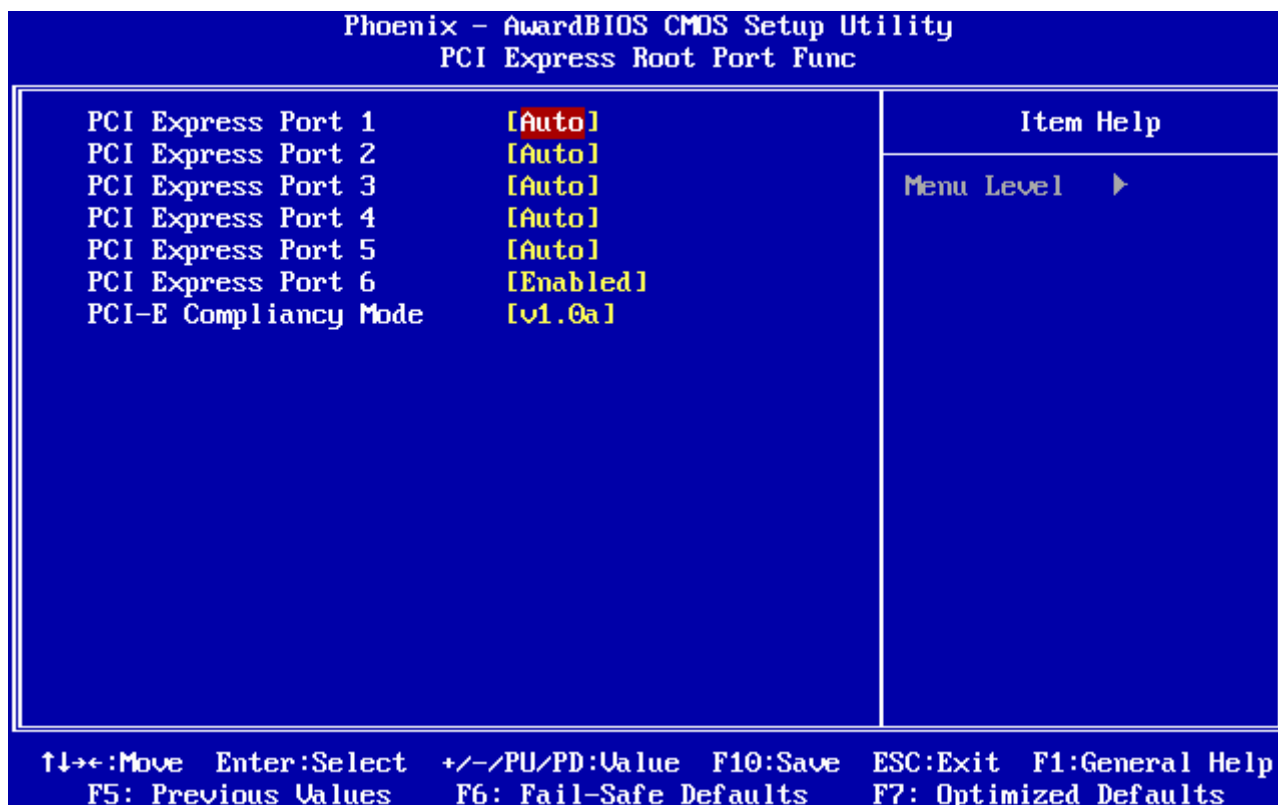 Phoenix - AwardBIOS CMOS Setup Utility
PCI Express Root Port Func
PCI Express Port 1 [Auto]
PCI Express Port 2 [Auto]
PCI Express Port 3 [Auto]
PCI Express Port 4 [Auto]
PCI Express Port 5 [Auto]
PCI Express Port 6 [Enabled]
PCI-E Compliancy Mode [v1.0a]
Item Help
Menu Level ▶
↑↓→←:Move Enter:Select +/-/PU/PD:Value F10:Save ESC:Exit F1:General Help
F5: Previous Values F6: Fail-Safe Defaults F7: Optimized Defaults